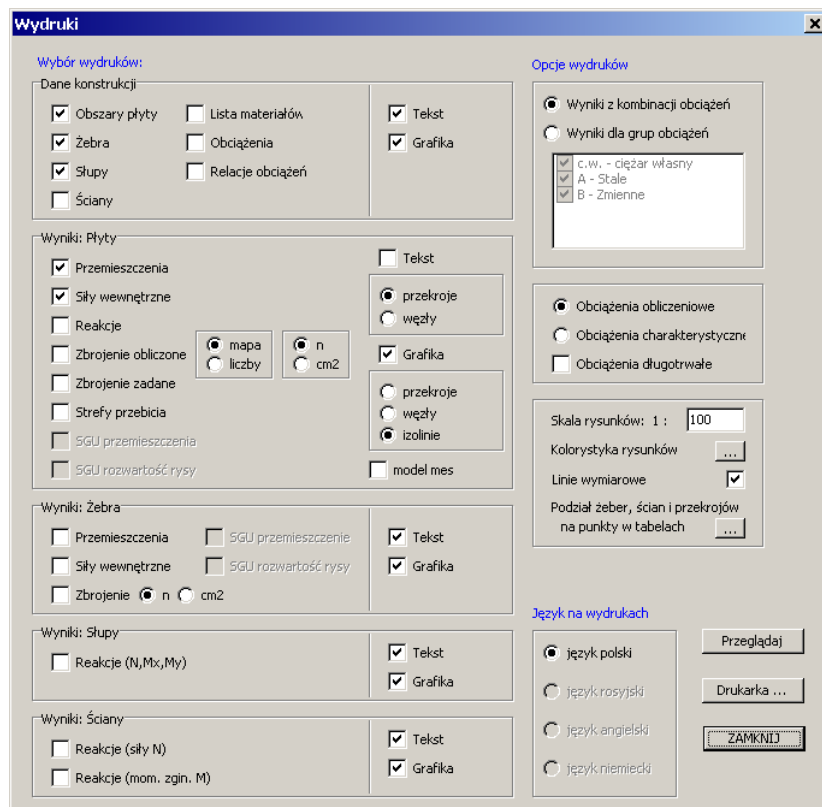 Wydruki
Wybór wydruków:
Dane konstrukcji
Obszary płyty
Lista materiałów
Tekst
Żebra
Obciążenia
Grafika
Słupy
Relacje obciążeń
Ściany
Wyniki: Płyty
Przemieszczenia
Tekst
Siły wewnętrzne
przekroje
węzły
Reakcje
Zbrojenie obliczone
mapa
liczby
n
cm2
Grafika
Zbrojenie zadane
Strefy przebicia
przekroje
węzły
izolinie
SGU przemieszczenia
SGU rozwartość rysy
model mes
Wyniki: Żebra
Przemieszczenia
SGU przemieszczenie
Tekst
Siły wewnętrzne
SGU rozwartość rysy
Grafika
Zbrojenie
n
cm2
Wyniki: Słupy
Reakcje (N,Mx,My)
Tekst
Grafika
Wyniki: Ściany
Reakcje (siły N)
Tekst
Reakcje (mom. zgin. M)
Grafika
Opcje wydruków
Wyniki z kombinacji obciążeń
Wyniki dla grup obciążeń
c.w. - ciężar własny
A - Stale
B - Zmienne
Obciążenia obliczeniowe
Obciążenia charakterystyczne
Obciążenia długotrwałe
Skala rysunków: 1 : 100
Kolorystyka rysunków ...
Linie wymiarowe
Podział żeber, ścian i przekrojów
na punkty w tabelach ...
Język na wydrukach
język polski
język rosyjski
język angielski
język niemiecki
Przeglądaj
Drukarka ...
ZAMKNIJ